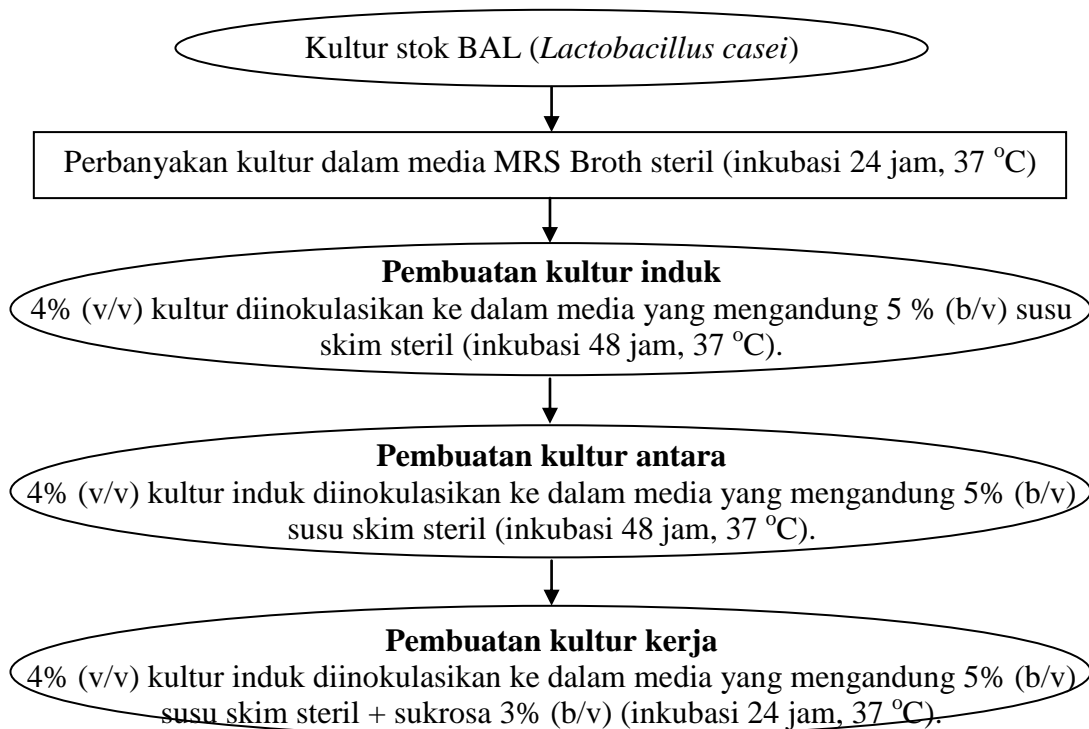 Kultur stok BAL (Lactobacillus casei)
Perbanyakan kultur dalam media MRS Broth steril (inkubasi 24 jam, 37 °C)
Pembuatan kultur induk
4% (v/v) kultur diinokulasikan ke dalam media yang mengandung 5 % (b/v) susu
skim steril (inkubasi 48 jam, 37 °C).
Pembuatan kultur antara
4% (v/v) kultur induk diinokulasikan ke dalam media yang mengandung 5% (b/v)
susu skim steril (inkubasi 48 jam, 37 °C).
Pembuatan kultur kerja
4% (v/v) kultur induk diinokulasikan ke dalam media yang mengandung 5% (b/v)
susu skim steril + sukrosa 3% (b/v) (inkubasi 24 jam, 37 °C).